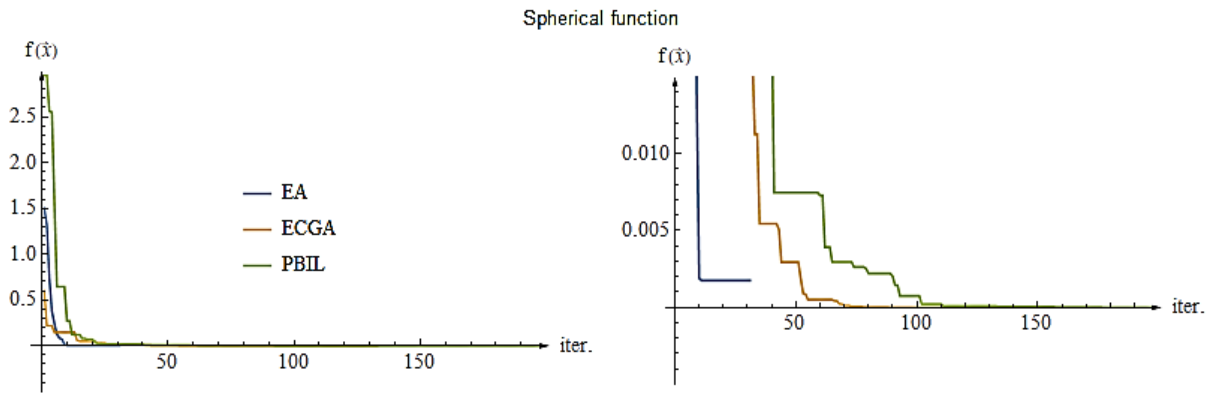 Spherical function
f(x̂)
2.5
2.0
1.5
1.0
0.5
50
100
150
iter.
EA
ECGA
PBIL
f(x̂)
0.010
0.005
50
100
150
iter.